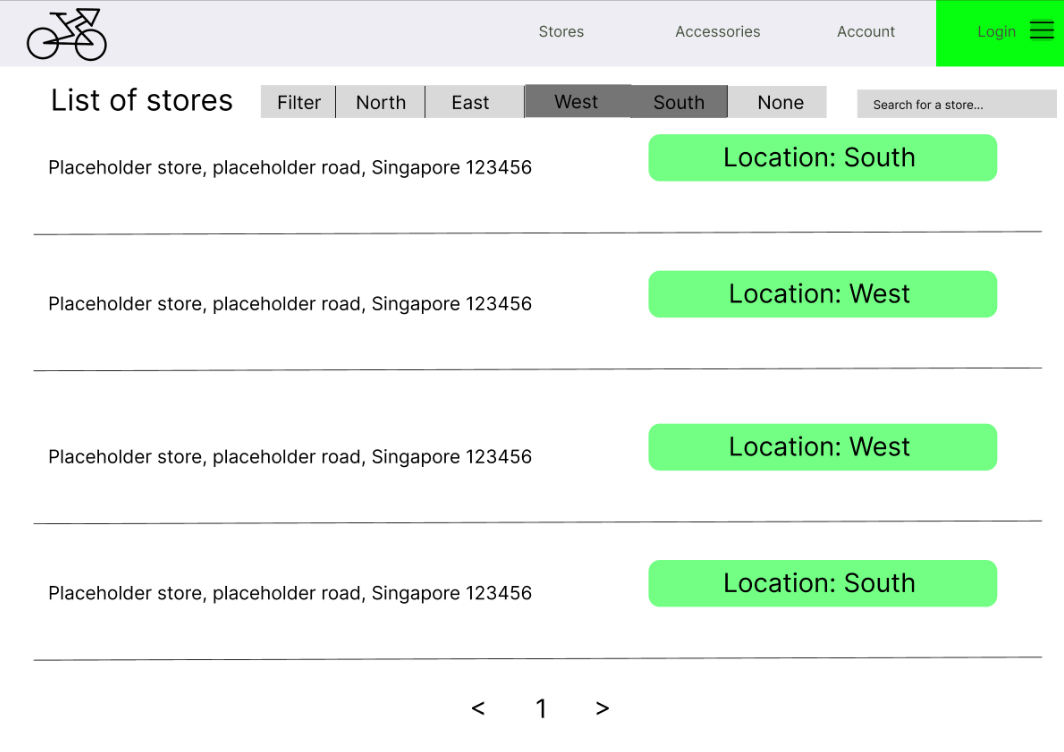 Stores Accessories Account Login
List of stores Filter North East West South None Search for a store...
Placeholder store, placeholder road, Singapore 123456 Location: South
Placeholder store, placeholder road, Singapore 123456 Location: West
Placeholder store, placeholder road, Singapore 123456 Location: West
Placeholder store, placeholder road, Singapore 123456 Location: South
< 1 >